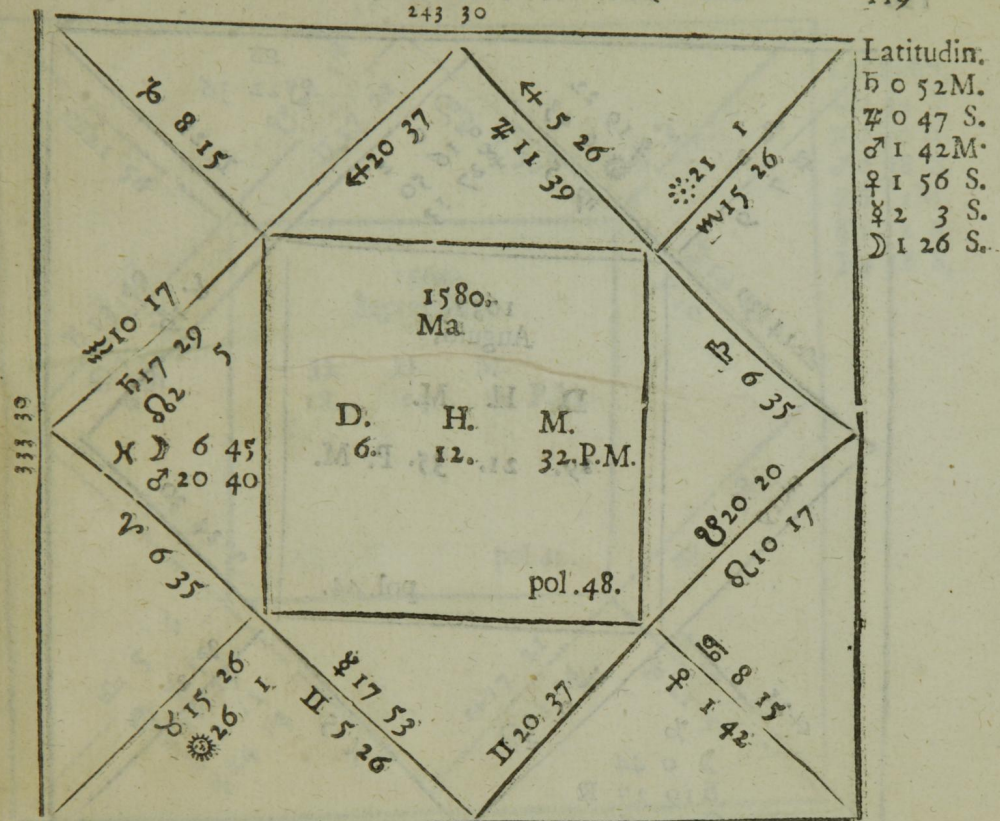 243 30
119
Latitudin.
♄ 0 52 M.
♃ 0 47 S.
♂ 1 42 M.
♀ 1 56 S.
☿ 2 3 S.
☽ 1 26 S.
♑ 8 15
♐ 20 37
♐ 5 26
♃ 11 39
21 1
♏ 15 26
♒ 10 17
♄ 17 29
☊ 2 5
♓ ☽ 6 45
♂ 20 40
333 30
♎ 6 35
1580.
Ma
D. H. M.
6. 12. 32. P.M.
pol. 48.
☋ 20 20
♌ 10 17
♈ 6 35
♉ 15 26
☉ 26 1
☿ 17 53
♊ 5 26
♊ 20 37
♋ 8 15
♀ 1 42